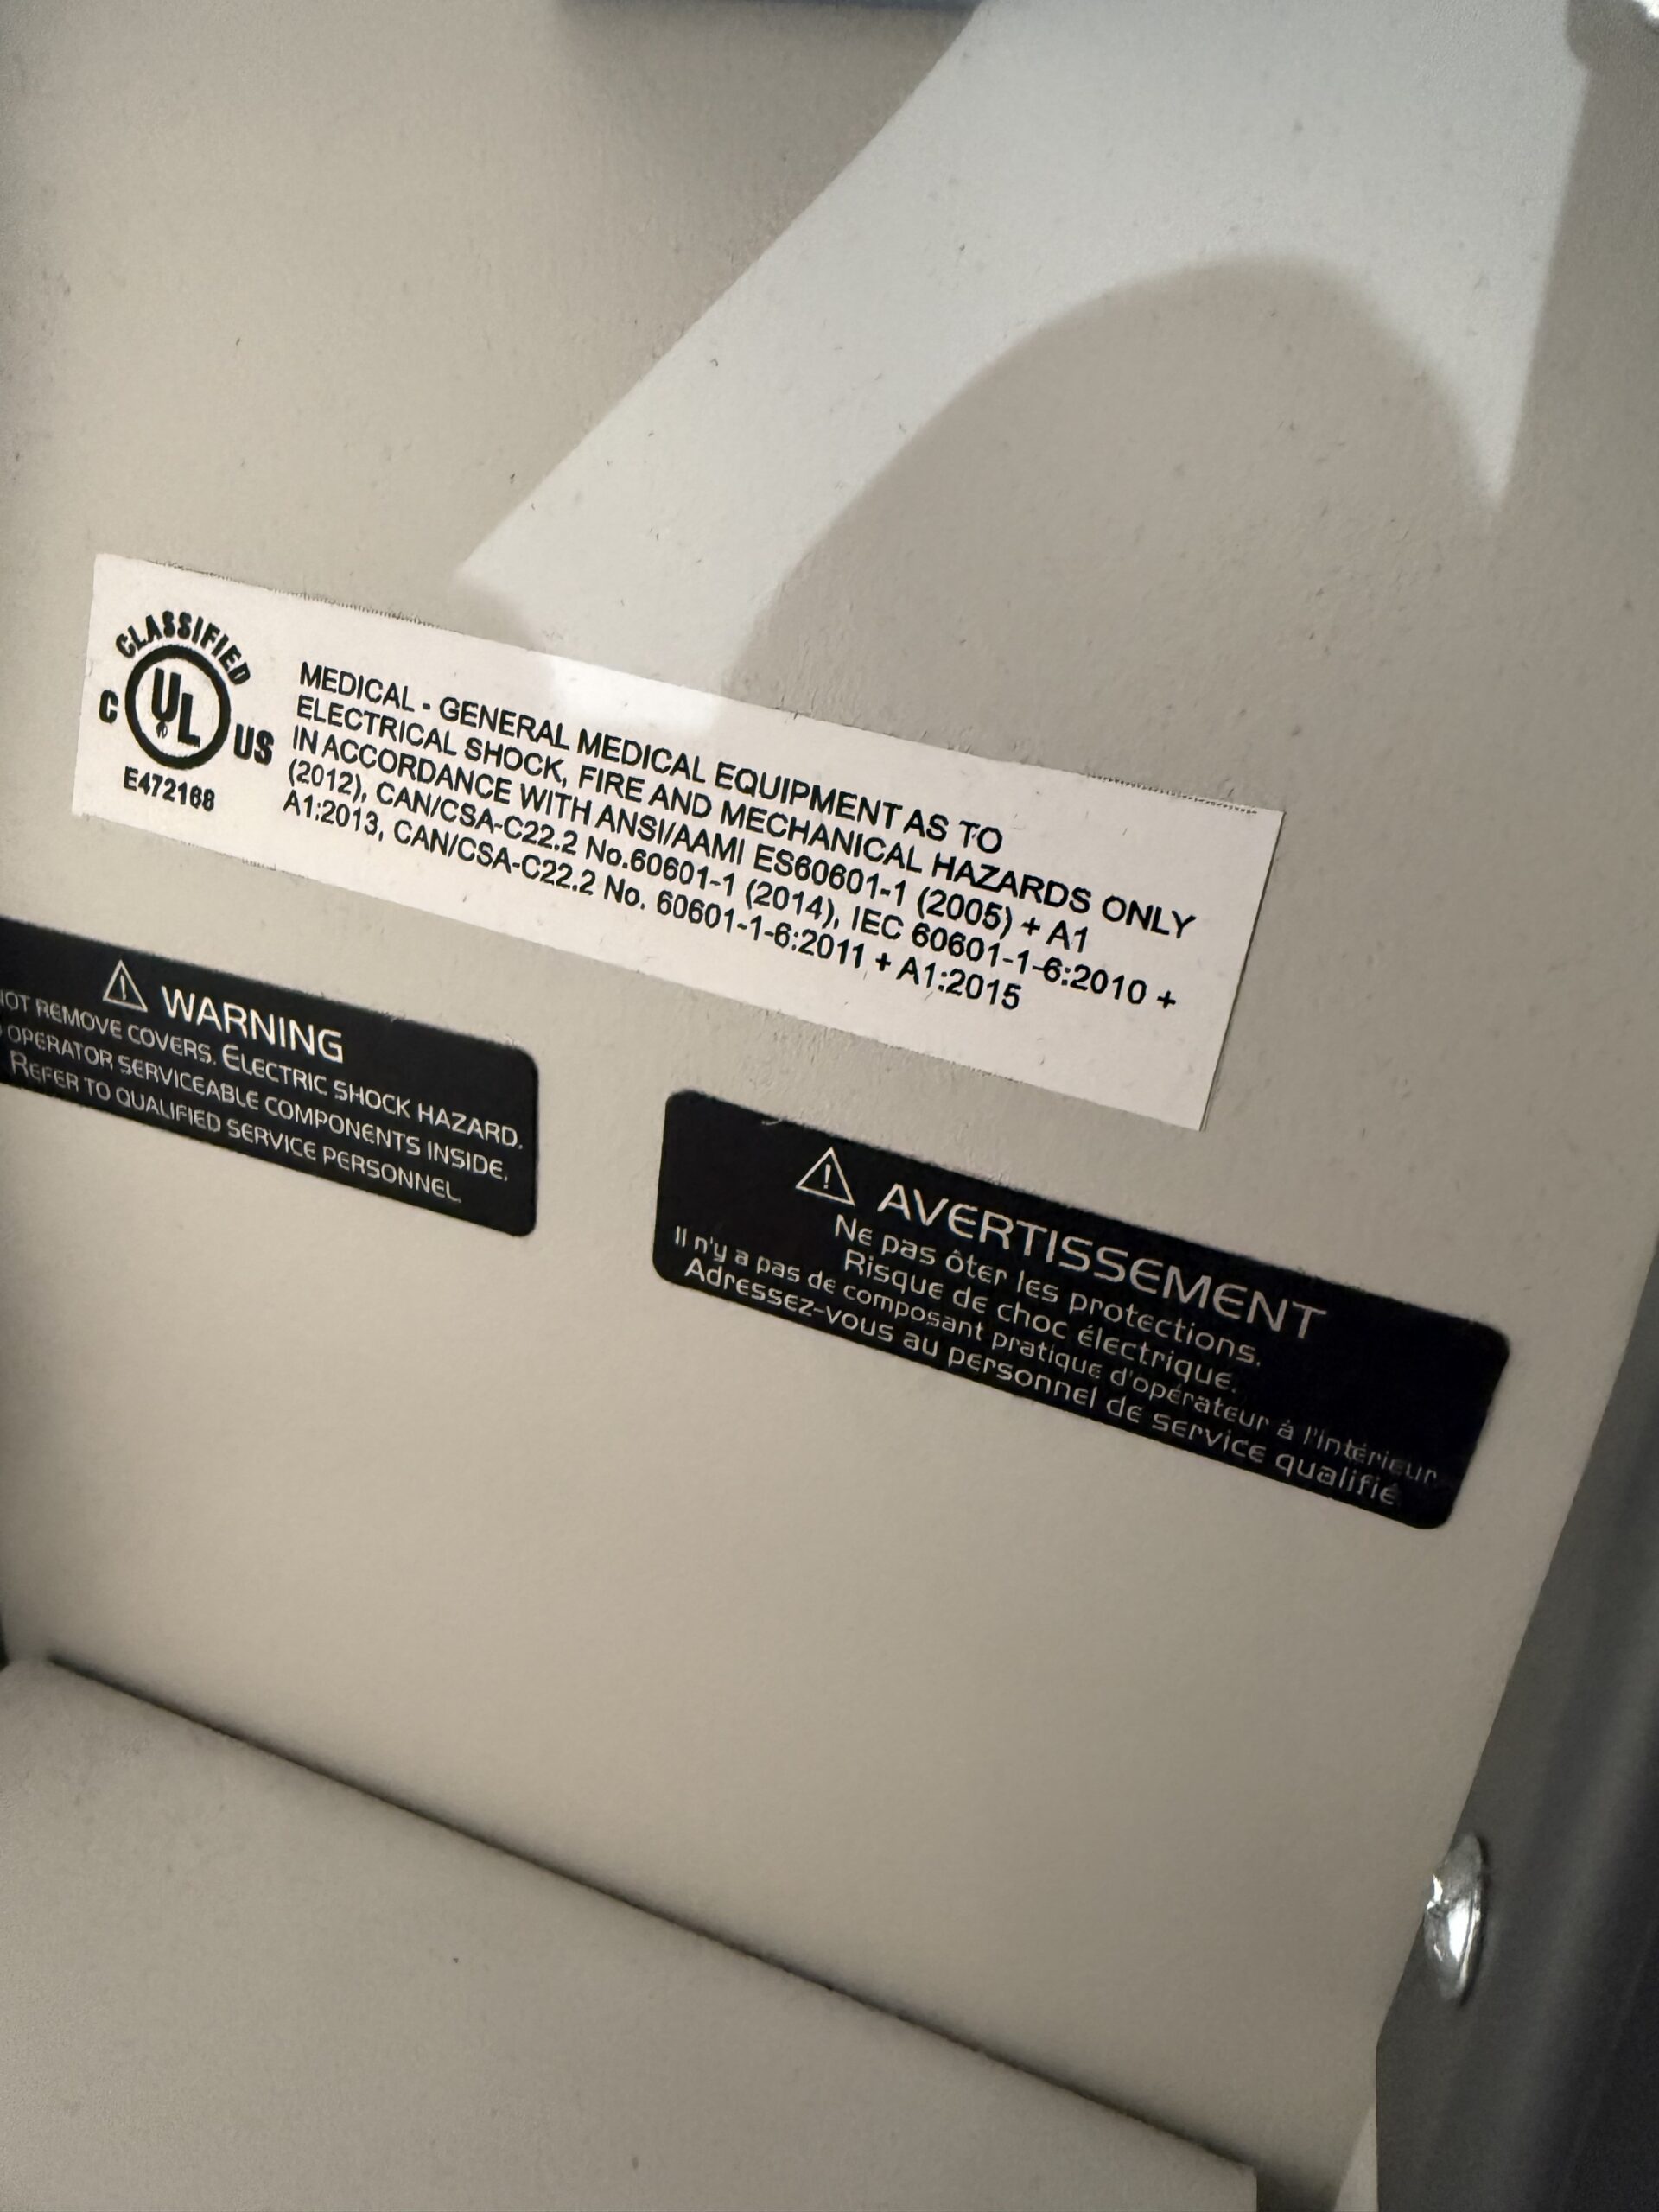 CLASSIFIED
C UL US
E472168
MEDICAL - GENERAL MEDICAL EQUIPMENT AS TO
ELECTRICAL SHOCK, FIRE AND MECHANICAL HAZARDS ONLY
IN ACCORDANCE WITH ANSI/AAMI ES60601-1 (2005) + A1
(2012), CAN/CSA-C22.2 No.60601-1 (2014), IEC 60601-1-6:2010 +
A1:2013, CAN/CSA-C22.2 No. 60601-1-6:2011 + A1:2015
WARNING
REMOVE COVERS. ELECTRIC SHOCK HAZARD.
OPERATOR SERVICEABLE COMPONENTS INSIDE.
REFER TO QUALIFIED SERVICE PERSONNEL.
AVERTISSEMENT
Ne pas ôter les protections.
Risque de choc électrique.
Il n'y a pas de composant pratique d'opérateur à l'intérieur
Adressez-vous au personnel de service qualifié